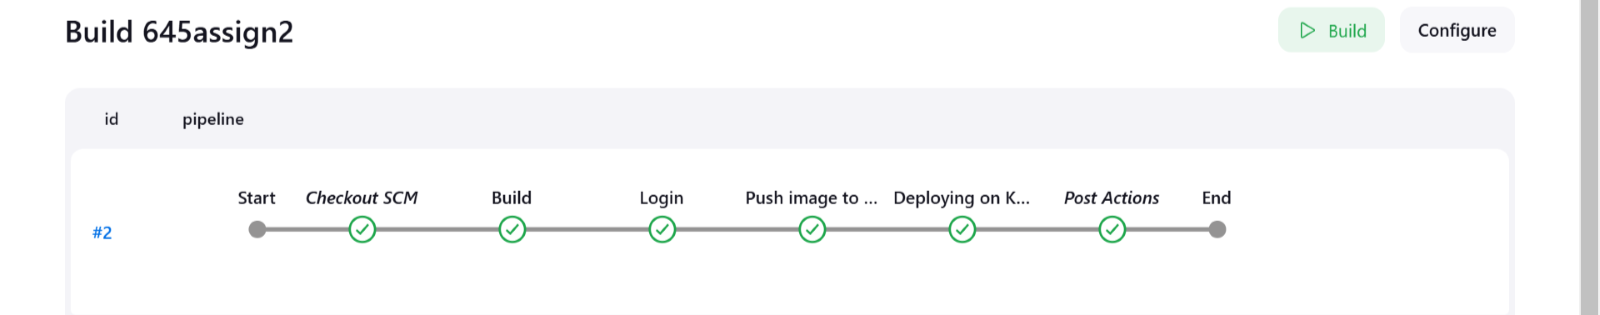 Build 645assign2
Build Configure
id pipeline
Start Checkout SCM Build Login Push image to ... Deploying on K... Post Actions End
#2